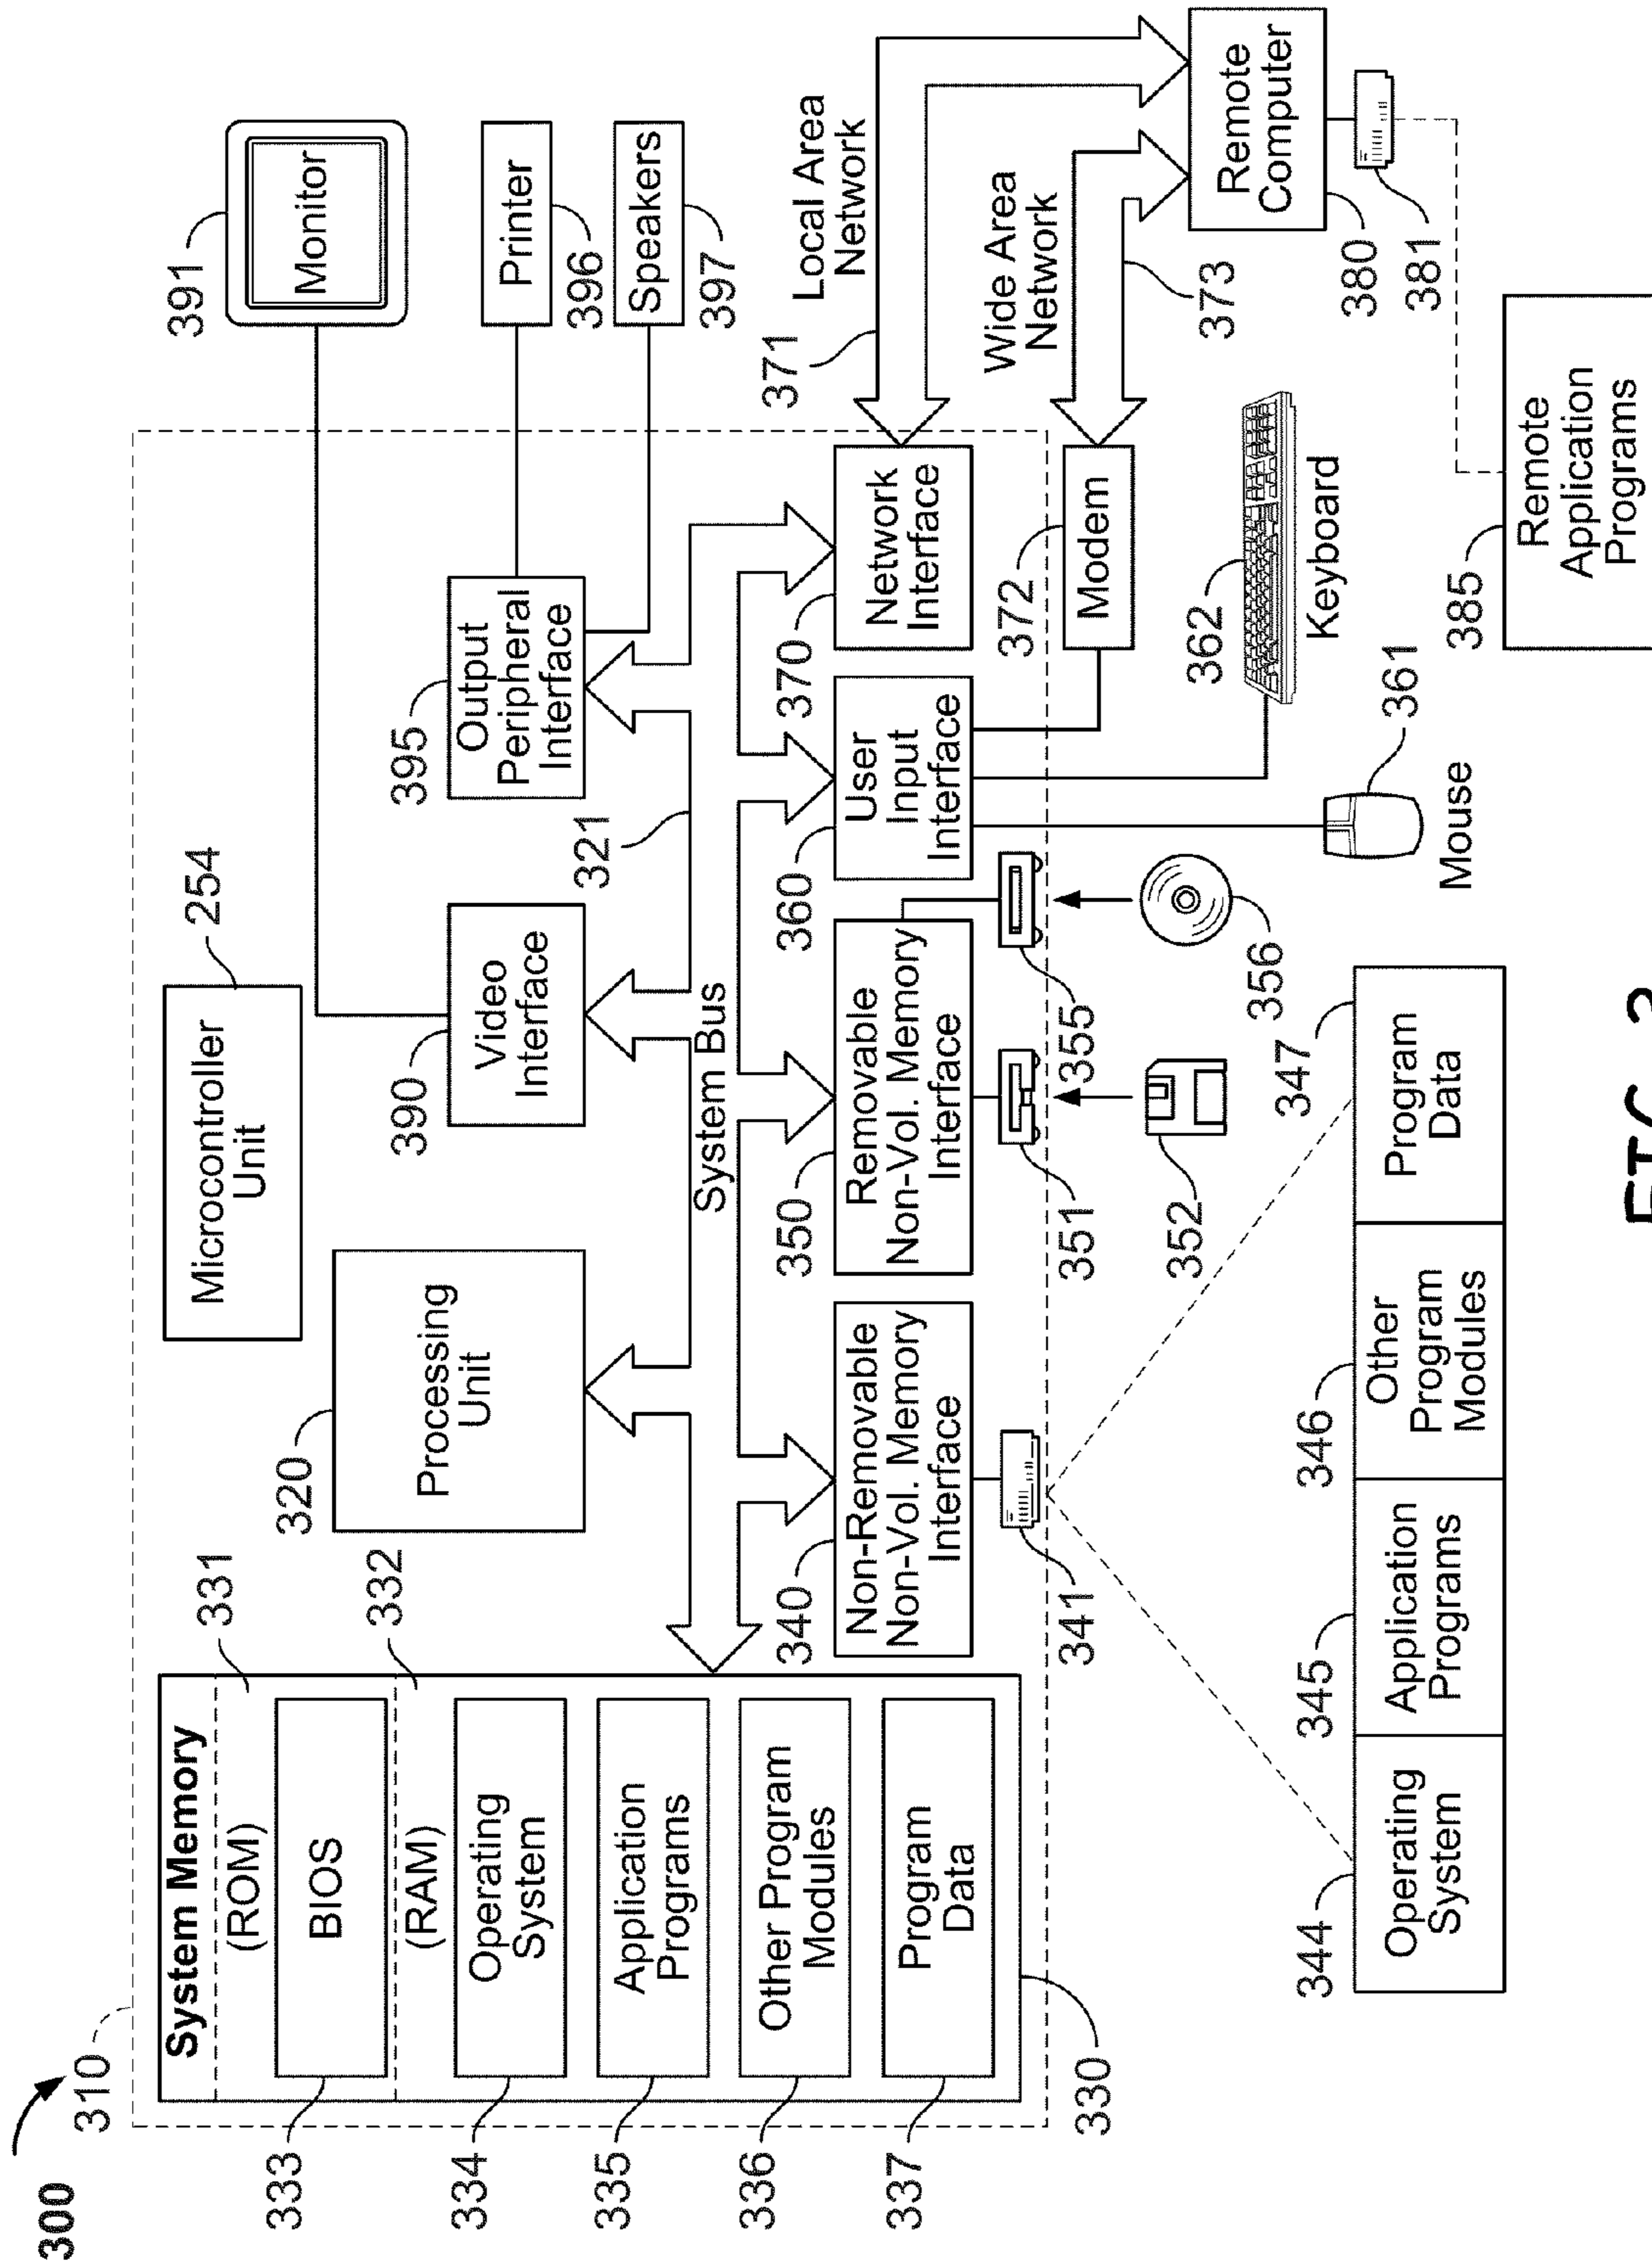 300
310
System Memory
(ROM)
331
BIOS
333
(RAM)
332
Operating
System
334
Application
Programs
335
Other Program
Modules
336
Program
Data
337
330
Processing
Unit
320
Microcontroller
Unit
254
Video
Interface
390
Output
Peripheral
Interface
395
Monitor
391
Printer
396
Speakers
397
System Bus
321
Non-Removable
Non-Vol. Memory
Interface
340
Removable
Non-Vol. Memory
Interface
350
User
Input
Interface
360
Network
Interface
370
Local Area
Network
371
Wide Area
Network
373
Modem
372
341
351
355
352
356
Mouse
361
Keyboard
362
Remote
Computer
380
381
Remote
Application
Programs
385
Operating
System
344
Application
Programs
345
Other
Program
Modules
346
Program
Data
347
FIG. 3